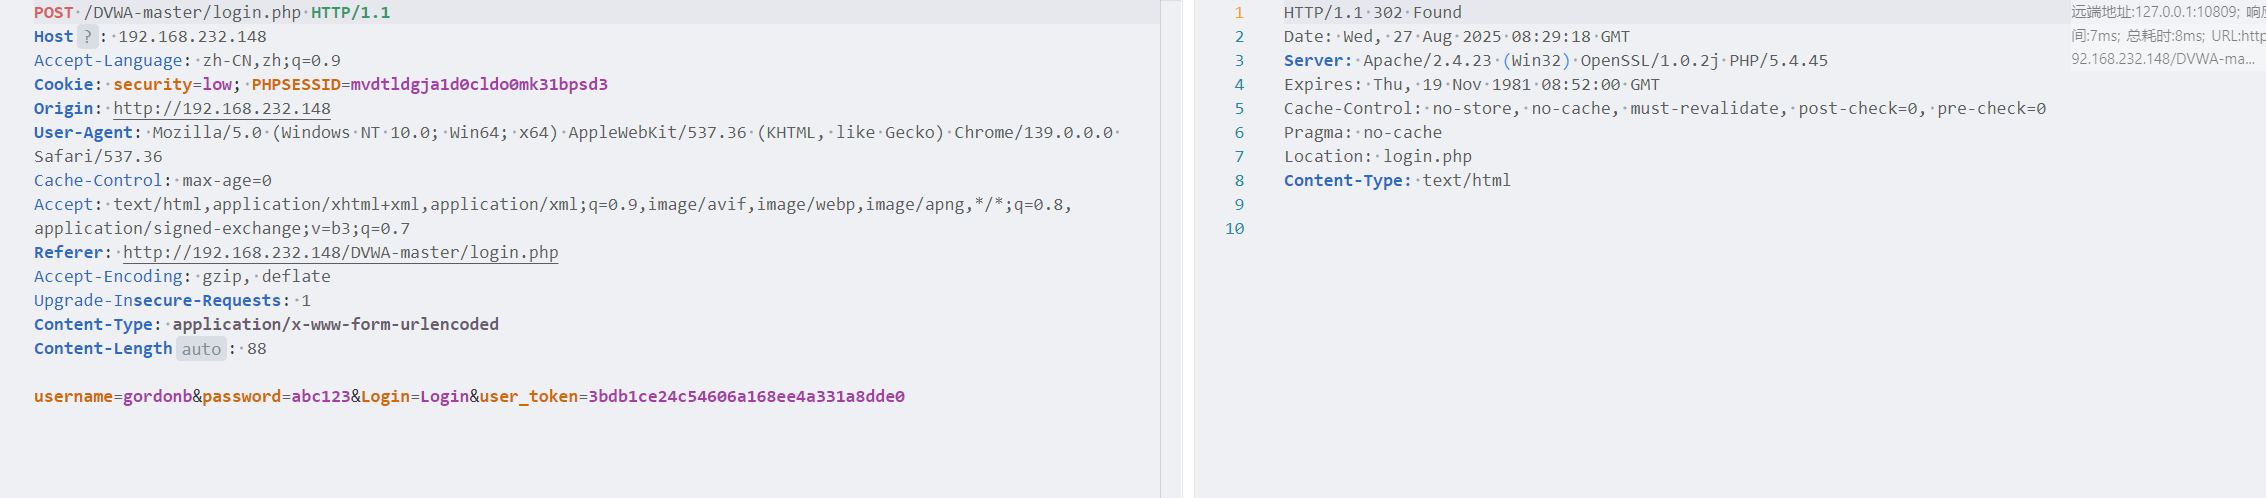 POST /DVWA-master/login.php HTTP/1.1
Host ? : 192.168.232.148
Accept-Language: zh-CN,zh;q=0.9
Cookie: security=low; PHPSESSID=mvdtldgja1d0cldo0mk31bpsd3
Origin: http://192.168.232.148
User-Agent: Mozilla/5.0 (Windows NT 10.0; Win64; x64) AppleWebKit/537.36 (KHTML, like Gecko) Chrome/139.0.0.0
Safari/537.36
Cache-Control: max-age=0
Accept: text/html,application/xhtml+xml,application/xml;q=0.9,image/avif,image/webp,image/apng,*/*;q=0.8,
application/signed-exchange;v=b3;q=0.7
Referer: http://192.168.232.148/DVWA-master/login.php
Accept-Encoding: gzip, deflate
Upgrade-Insecure-Requests: 1
Content-Type: application/x-www-form-urlencoded
Content-Length auto : 88
username=gordonb&password=abc123&Login=Login&user_token=3bdb1ce24c54606a168ee4a331a8dde0
1 HTTP/1.1 302 Found
2 Date: Wed, 27 Aug 2025 08:29:18 GMT
3 Server: Apache/2.4.23 (Win32) OpenSSL/1.0.2j PHP/5.4.45
4 Expires: Thu, 19 Nov 1981 08:52:00 GMT
5 Cache-Control: no-store, no-cache, must-revalidate, post-check=0, pre-check=0
6 Pragma: no-cache
7 Location: login.php
8 Content-Type: text/html
9
10
远端地址:127.0.0.1:10809; 响应
间:7ms; 总耗时:8ms; URL:http
92.168.232.148/DVWA-ma...